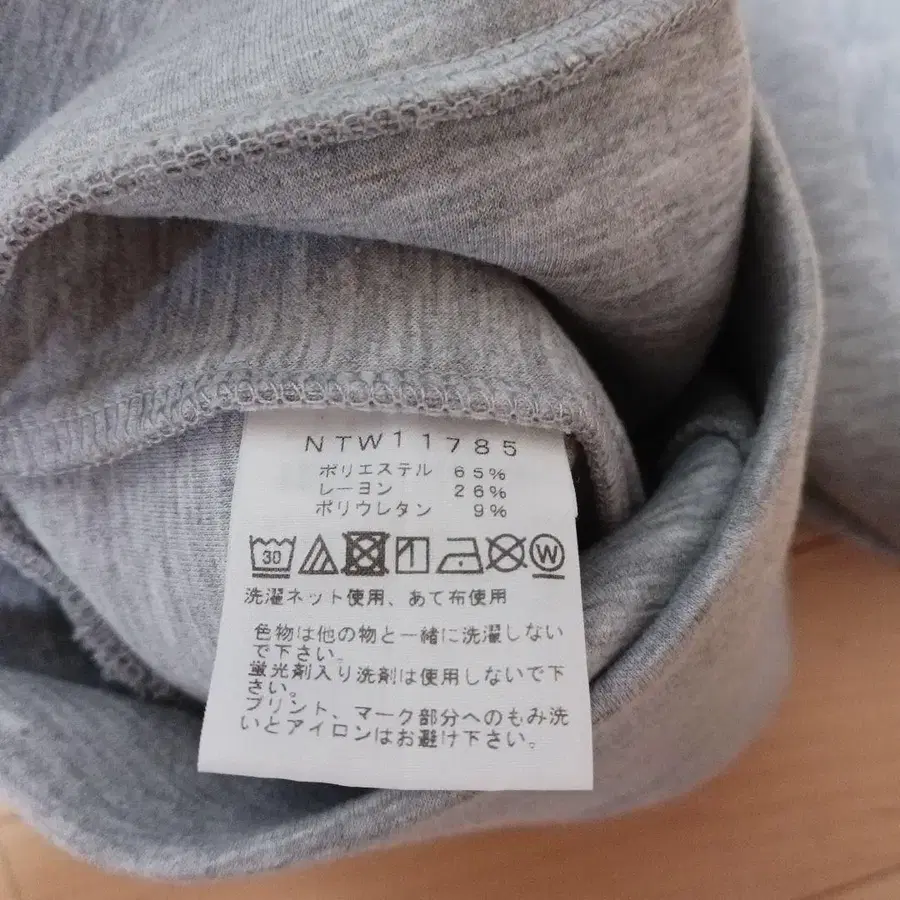 NTW11785
ポリエステル 65%
レーヨン 26%
ポリウレタン 9%
30 W
洗濯ネット使用、あて布使用
色物は他の物と一緒に洗濯しない
で下さい。
蛍光剤入り洗剤は使用しないで下
さい。
プリント、マーク部分へのもみ洗
いとアイロンはお避け下さい。